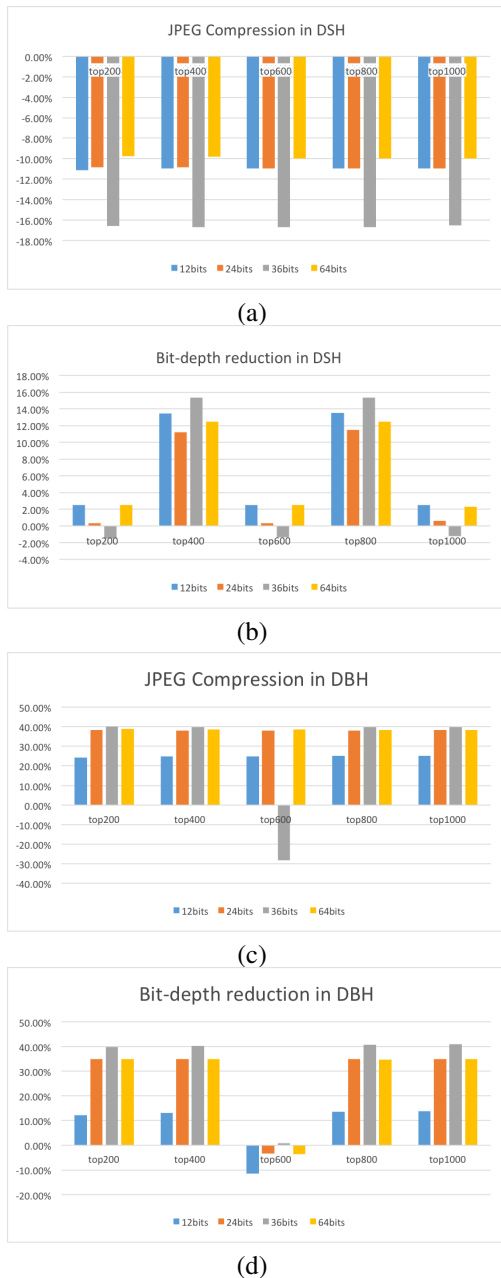 JPEG Compression in DSH
0.00%
top200 top400 top600 top800 top1000
-2.00%
-4.00%
-6.00%
-8.00%
-10.00%
-12.00%
-14.00%
-16.00%
-18.00%
12bits 24bits 36bits 64bits
(a)
Bit-depth reduction in DSH
18.00%
16.00%
14.00%
12.00%
10.00%
8.00%
6.00%
4.00%
2.00%
0.00%
top200 top400 top600 top800 top1000
-2.00%
-4.00%
12bits 24bits 36bits 64bits
(b)
JPEG Compression in DBH
50.00%
40.00%
30.00%
20.00%
10.00%
0.00%
top200 top400 top600 top800 top1000
-10.00%
-20.00%
-30.00%
-40.00%
12bits 24bits 36bits 64bits
(c)
Bit-depth reduction in DBH
50.00%
40.00%
30.00%
20.00%
10.00%
0.00%
top200 top400 top600 top800 top1000
-10.00%
-20.00%
12bits 24bits 36bits 64bits
(d)